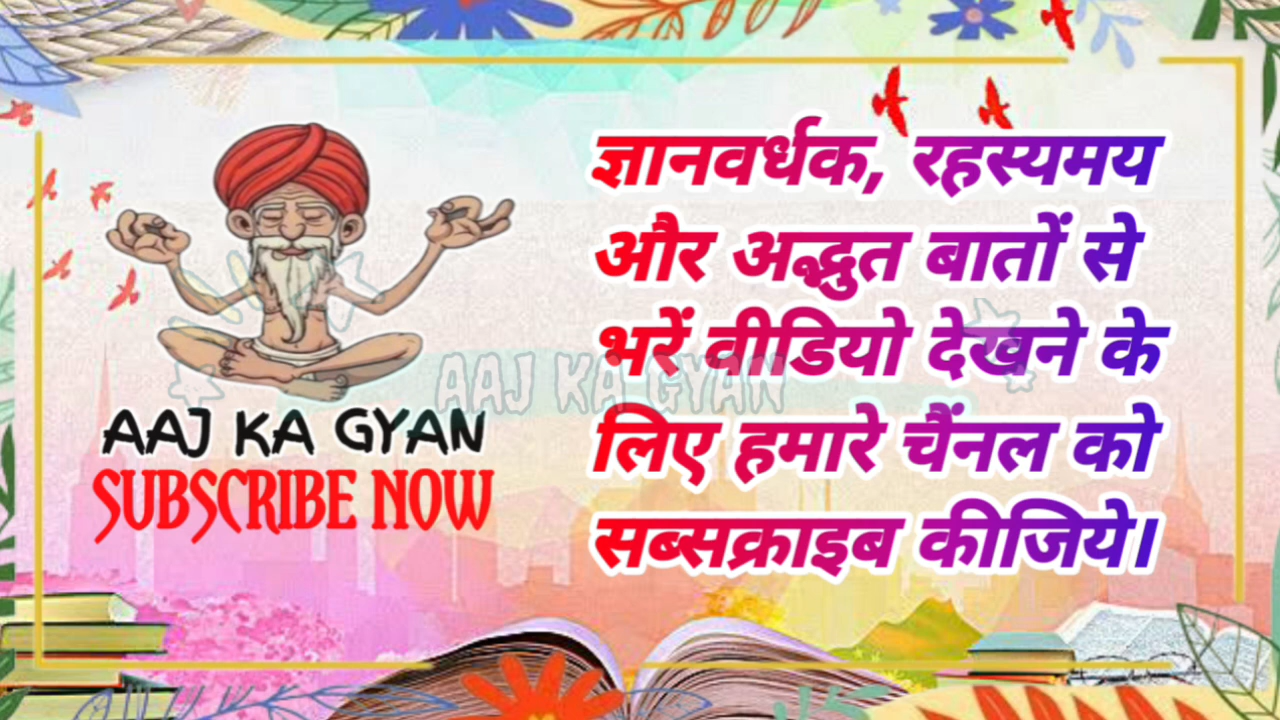 ज्ञानवर्धक, रहस्यमय
और अद्भुत बातों से
भरें वीडियो देखने के
लिए हमारे चैंनल को
सब्सक्राइब कीजिये।
AAJ KA GYAN
SUBSCRIBE NOW
AAJ KA GYAN